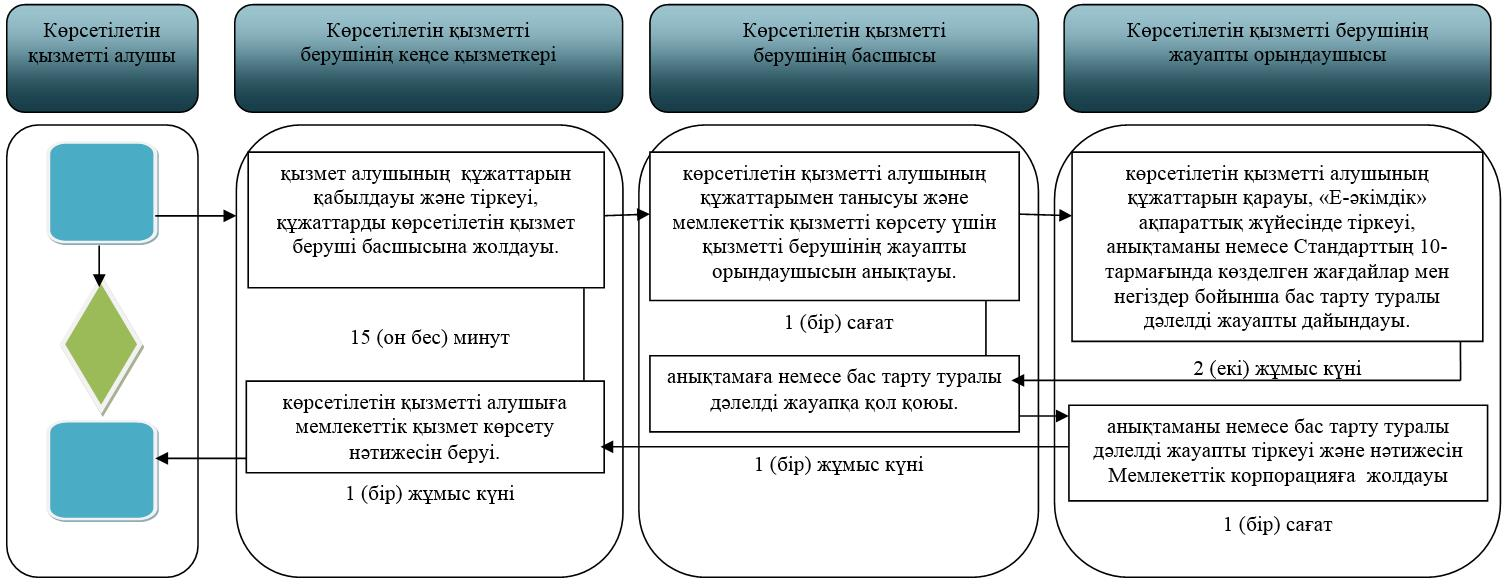 Көрсетілетін
қызметті алушы
Көрсетілетін қызметті
берушінің кеңсе қызметкері
Көрсетілетін қызметті
берушінің басшысы
Көрсетілетін қызметті берушінің
жауапты орындаушысы
қызмет алушының құжаттарын
қабылдауы және тіркеуі,
құжаттарды көрсетілетін қызмет
беруші басшысына жолдауы.
15 (он бес) минут
көрсетілетін қызметті алушыға
мемлекеттік қызмет көрсету
нәтижесін беруі.
1 (бір) жұмыс күні
көрсетілетін қызметті алушының
құжаттарымен танысуы және
мемлекеттік қызметті көрсету үшін
қызметті берушінің жауапты
орындаушысын анықтауы.
1 (бір) сағат
анықтамаға немесе бас тарту туралы
дәлелді жауапқа қол қоюы.
1 (бір) жұмыс күні
көрсетілетін қызметті алушының
құжаттарын қарауы, «Е-әкімдік»
ақпараттық жүйесінде тіркеуі,
анықтаманы немесе Стандарттың 10-
тармағында көзделген жағдайлар мен
негіздер бойынша бас тарту туралы
дәлелді жауапты дайындауы.
2 (екі) жұмыс күні
анықтаманы немесе бас тарту туралы
дәлелді жауапты тіркеуі және нәтижесін
Мемлекеттік корпорацияға жолдауы
1 (бір) сағат